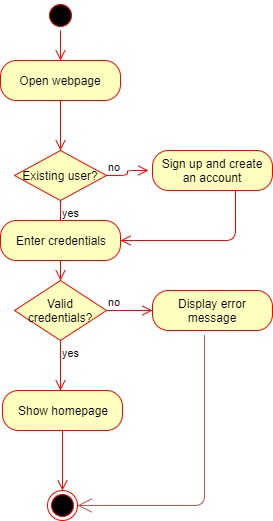 Open webpage
Existing user?
no
Sign up and create
an account
yes
Enter credentials
Valid
credentials?
no
Display error
message
yes
Show homepage